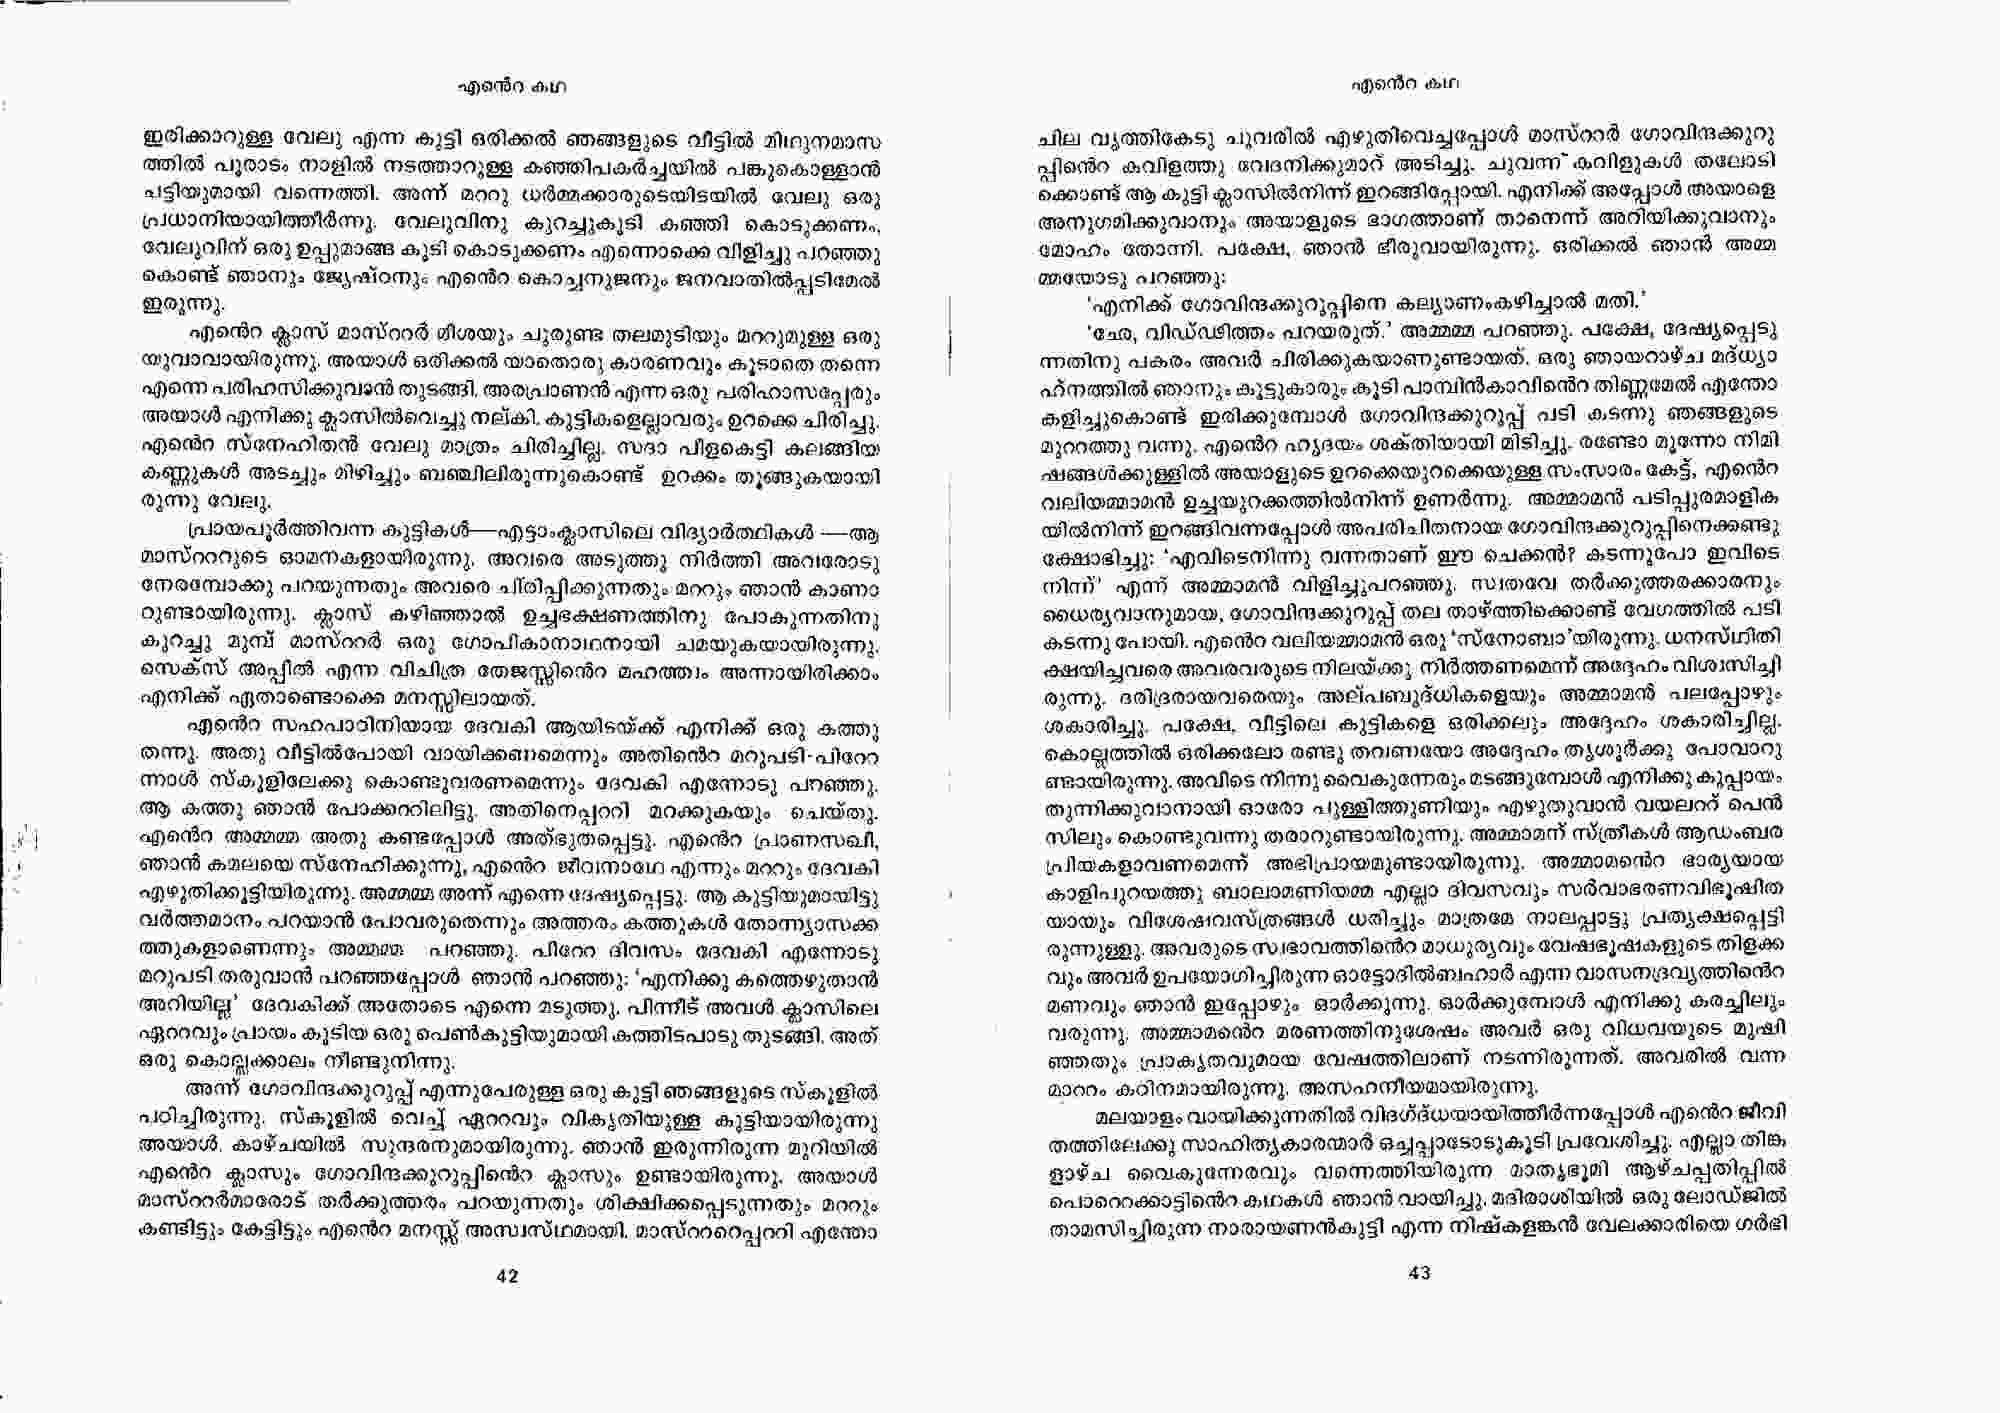 എന്റെ കഥ
ഇരിക്കാറുള്ള വേലു എന്ന കുട്ടി ഒരിക്കൽ ഞങ്ങളുടെ വീട്ടിൽ മിഥുനമാസ
ത്തിൽ പൂരാടം നാളിൽ നടത്താറുള്ള കഞ്ഞിപകർച്ചയിൽ പങ്കുകൊള്ളാൻ
ചട്ടിയുമായി വന്നെത്തി. അന്ന് മററു ധർമ്മക്കാരുടെയിടയിൽ വേലു ഒരു
പ്രധാനിയായിത്തീർന്നു. വേലുവിനു കുറച്ചുകൂടി കഞ്ഞി കൊടുക്കണം,
വേലുവിന് ഒരു ഉപ്പുമാങ്ങ കൂടി കൊടുക്കണം എന്നൊക്കെ വിളിച്ചു പറഞ്ഞു
കൊണ്ട് ഞാനും ജ്യേഷ്ഠനും എന്റെ കൊച്ചനുജനും ജനവാതിൽപ്പടിമേൽ
ഇരുന്നു.
എന്റെ ക്ലാസ് മാസ്ററർ മീശയും ചുരുണ്ട തലമുടിയും മററുമുള്ള ഒരു
യുവാവായിരുന്നു. അയാൾ ഒരിക്കൽ യാതൊരു കാരണവും കൂടാതെ തന്നെ
എന്നെ പരിഹസിക്കുവാൻ തുടങ്ങി. അരപ്രാണൻ എന്ന ഒരു പരിഹാസപ്പേരും
അയാൾ എനിക്കു ക്ലാസിൽവെച്ചു നല്കി. കുട്ടികളെല്ലാവരും ഉറക്കെ ചിരിച്ചു.
എന്റെ സ്നേഹിതൻ വേലു മാത്രം ചിരിച്ചില്ല. സദാ പീളകെട്ടി കലങ്ങിയ
കണ്ണുകൾ അടച്ചും മിഴിച്ചും ബഞ്ചിലിരുന്നുകൊണ്ട് ഉറക്കം തൂങ്ങുകയായി
രുന്നു വേലു.
പ്രായപൂർത്തിവന്ന കുട്ടികൾ—എട്ടാംക്ലാസിലെ വിദ്യാർത്ഥികൾ —ആ
മാസ്റററുടെ ഓമനകളായിരുന്നു. അവരെ അടുത്തു നിർത്തി അവരോടു
നേരമ്പോക്കു പറയുന്നതും അവരെ ചിരിപ്പിക്കുന്നതും മററും ഞാൻ കാണാ
റുണ്ടായിരുന്നു. ക്ലാസ് കഴിഞ്ഞാൽ ഉച്ചഭക്ഷണത്തിനു പോകുന്നതിനു
കുറച്ചു മുമ്പ് മാസ്ററർ ഒരു ഗോപികാനാഥനായി ചമയുകയായിരുന്നു.
സെക്സ് അപ്പീൽ എന്ന വിചിത്ര തേജസ്സിന്റെ മഹത്ത്വം അന്നായിരിക്കാം
എനിക്ക് ഏതാണ്ടൊക്കെ മനസ്സിലായത്.
എന്റെ സഹപാഠിനിയായ ദേവകി ആയിടയ്ക്ക് എനിക്ക് ഒരു കത്തു
തന്നു. അതു വീട്ടിൽപോയി വായിക്കണമെന്നും അതിന്റെ മറുപടി പിറേറ
ന്നാൾ സ്കൂളിലേക്കു കൊണ്ടുവരണമെന്നും ദേവകി എന്നോടു പറഞ്ഞു.
ആ കത്തു ഞാൻ പോക്കററിലിട്ടു. അതിനെപ്പററി മറക്കുകയും ചെയ്തു.
എന്റെ അമ്മമ്മ അതു കണ്ടപ്പോൾ അത്ഭുതപ്പെട്ടു. എന്റെ പ്രാണസഖീ,
ഞാൻ കമലയെ സ്നേഹിക്കുന്നു, എന്റെ ജീവനാഥേ എന്നും മററും ദേവകി
എഴുതിക്കൂട്ടിയിരുന്നു. അമ്മമ്മ അന്ന് എന്നെ ദേഷ്യപ്പെട്ടു. ആ കുട്ടിയുമായിട്ടു
വർത്തമാനം പറയാൻ പോവരുതെന്നും അത്തരം കത്തുകൾ തോന്ന്യാസക്ക
ത്തുകളാണെന്നും അമ്മമ്മ പറഞ്ഞു. പിറേറ ദിവസം ദേവകി എന്നോടു
മറുപടി തരുവാൻ പറഞ്ഞപ്പോൾ ഞാൻ പറഞ്ഞു: ‘എനിക്കു കത്തെഴുതാൻ
അറിയില്ല’ ദേവകിക്ക് അതോടെ എന്നെ മടുത്തു. പിന്നീട് അവൾ ക്ലാസിലെ
ഏററവും പ്രായം കൂടിയ ഒരു പെൺകുട്ടിയുമായി കത്തിടപാടു തുടങ്ങി. അത്
ഒരു കൊല്ലക്കാലം നീണ്ടുനിന്നു.
അന്ന് ഗോവിന്ദക്കുറുപ്പ് എന്നുപേരുള്ള ഒരു കുട്ടി ഞങ്ങളുടെ സ്കൂളിൽ
പഠിച്ചിരുന്നു. സ്കൂളിൽ വെച്ച് ഏററവും വികൃതിയുള്ള കുട്ടിയായിരുന്നു
അയാൾ. കാഴ്ചയിൽ സുന്ദരനുമായിരുന്നു. ഞാൻ ഇരുന്നിരുന്ന മുറിയിൽ
എന്റെ ക്ലാസും ഗോവിന്ദക്കുറുപ്പിന്റെ ക്ലാസും ഉണ്ടായിരുന്നു. അയാൾ
മാസ്ററർമാരോട് തർക്കുത്തരം പറയുന്നതും ശിക്ഷിക്കപ്പെടുന്നതും മററും
കണ്ടിട്ടും കേട്ടിട്ടും എന്റെ മനസ്സ് അസ്വസ്ഥമായി. മാസ്റററെപ്പററി എന്തോ
42
എന്റെ കഥ
ചില വൃത്തികേടു ചുവരിൽ എഴുതിവെച്ചപ്പോൾ മാസ്ററർ ഗോവിന്ദക്കുറു
പ്പിന്റെ കവിളത്തു വേദനിക്കുമാറ് അടിച്ചു. ചുവന്ന കവിളുകൾ തലോടി
ക്കൊണ്ട് ആ കുട്ടി ക്ലാസിൽനിന്ന് ഇറങ്ങിപ്പോയി. എനിക്ക് അപ്പോൾ അയാളെ
അനുഗമിക്കുവാനും അയാളുടെ ഭാഗത്താണ് താനെന്ന് അറിയിക്കുവാനും
മോഹം തോന്നി. പക്ഷേ, ഞാൻ ഭീരുവായിരുന്നു. ഒരിക്കൽ ഞാൻ അമ്മ
മ്മയോടു പറഞ്ഞു:
‘എനിക്ക് ഗോവിന്ദക്കുറുപ്പിനെ കല്യാണംകഴിച്ചാൽ മതി.’
‘ഛേ, വിഡ്ഢിത്തം പറയരുത്.’ അമ്മമ്മ പറഞ്ഞു. പക്ഷേ, ദേഷ്യപ്പെടു
ന്നതിനു പകരം അവർ ചിരിക്കുകയാണുണ്ടായത്. ഒരു ഞായറാഴ്ച മദ്ധ്യാ
ഹ്നത്തിൽ ഞാനും കൂട്ടുകാരും കൂടി പാമ്പിൻകാവിന്റെ തിണ്ണമേൽ എന്തോ
കളിച്ചുകൊണ്ട് ഇരിക്കുമ്പോൾ ഗോവിന്ദക്കുറുപ്പ് പടി കടന്നു ഞങ്ങളുടെ
മുററത്തു വന്നു. എന്റെ ഹൃദയം ശക്തിയായി മിടിച്ചു. രണ്ടോ മൂന്നോ നിമി
ഷങ്ങൾക്കുള്ളിൽ അയാളുടെ ഉറക്കെയുറക്കെയുള്ള സംസാരം കേട്ട്, എന്റെ
വലിയമ്മാമൻ ഉച്ചയുറക്കത്തിൽനിന്ന് ഉണർന്നു. അമ്മാമൻ പടിപ്പുരമാളിക
യിൽനിന്ന് ഇറങ്ങിവന്നപ്പോൾ അപരിചിതനായ ഗോവിന്ദക്കുറുപ്പിനെക്കണ്ടു
ക്ഷോഭിച്ചു: ‘എവിടെനിന്നു വന്നതാണ് ഈ ചെക്കൻ? കടന്നുപോ ഇവിടെ
നിന്ന്’ എന്ന് അമ്മാമൻ വിളിച്ചുപറഞ്ഞു. സ്വതവേ തർക്കുത്തരക്കാരനും
ധൈര്യവാനുമായ, ഗോവിന്ദക്കുറുപ്പ് തല താഴ്ത്തിക്കൊണ്ട് വേഗത്തിൽ പടി
കടന്നു പോയി. എന്റെ വലിയമ്മാമൻ ഒരു ‘സ്നോബാ’യിരുന്നു. ധനസ്ഥിതി
ക്ഷയിച്ചവരെ അവരവരുടെ നിലയ്ക്കു നിർത്തണമെന്ന് അദ്ദേഹം വിശ്വസിച്ചി
രുന്നു. ദരിദ്രരായവരെയും അല്പബുദ്ധികളെയും അമ്മാമൻ പലപ്പോഴും
ശകാരിച്ചു. പക്ഷേ, വീട്ടിലെ കുട്ടികളെ ഒരിക്കലും അദ്ദേഹം ശകാരിച്ചില്ല.
കൊല്ലത്തിൽ ഒരിക്കലോ രണ്ടു തവണയോ അദ്ദേഹം തൃശൂർക്കു പോവാറു
ണ്ടായിരുന്നു. അവിടെ നിന്നു വൈകുന്നേരും മടങ്ങുമ്പോൾ എനിക്കു കുപ്പായം
തുന്നിക്കുവാനായി ഓരോ പുള്ളിത്തുണിയും എഴുതുവാൻ വയലററ് പെൻ
സിലും കൊണ്ടുവന്നു തരാറുണ്ടായിരുന്നു. അമ്മാമന് സ്ത്രീകൾ ആഡംബര
പ്രിയകളാവണമെന്ന് അഭിപ്രായമുണ്ടായിരുന്നു. അമ്മാമന്റെ ഭാര്യയായ
കാളിപുറയത്തു ബാലാമണിയമ്മ എല്ലാ ദിവസവും സർവാഭരണവിഭൂഷിത
യായും വിശേഷവസ്ത്രങ്ങൾ ധരിച്ചും മാത്രമേ നാലപ്പാട്ടു പ്രത്യക്ഷപ്പെട്ടി
രുന്നുള്ളു. അവരുടെ സ്വഭാവത്തിന്റെ മാധുര്യവും വേഷഭൂഷകളുടെ തിളക്ക
വും അവർ ഉപയോഗിച്ചിരുന്ന ഓട്ടോദിൽബഹാർ എന്ന വാസനദ്രവ്യത്തിന്റെ
മണവും ഞാൻ ഇപ്പോഴും ഓർക്കുന്നു. ഓർക്കുമ്പോൾ എനിക്കു കരച്ചിലും
വരുന്നു. അമ്മാമന്റെ മരണത്തിനുശേഷം അവർ ഒരു വിധവയുടെ മുഷി
ഞ്ഞതും പ്രാകൃതവുമായ വേഷത്തിലാണ് നടന്നിരുന്നത്. അവരിൽ വന്ന
മാററം കഠിനമായിരുന്നു. അസഹനീയമായിരുന്നു.
മലയാളം വായിക്കുന്നതിൽ വിദഗ്ദ്ധയായിത്തീർന്നപ്പോൾ എന്റെ ജീവി
തത്തിലേക്കു സാഹിത്യകാരന്മാർ ഒച്ചപ്പാടോടുകൂടി പ്രവേശിച്ചു. എല്ലാ തിങ്ക
ളാഴ്ച വൈകുന്നേരവും വന്നെത്തിയിരുന്ന മാതൃഭൂമി ആഴ്ചപ്പതിപ്പിൽ
പൊറെറക്കാട്ടിന്റെ കഥകൾ ഞാൻ വായിച്ചു. മദിരാശിയിൽ ഒരു ലോഡ്ജിൽ
താമസിച്ചിരുന്ന നാരായണൻകുട്ടി എന്ന നിഷ്കളങ്കൻ വേലക്കാരിയെ ഗർഭി
43